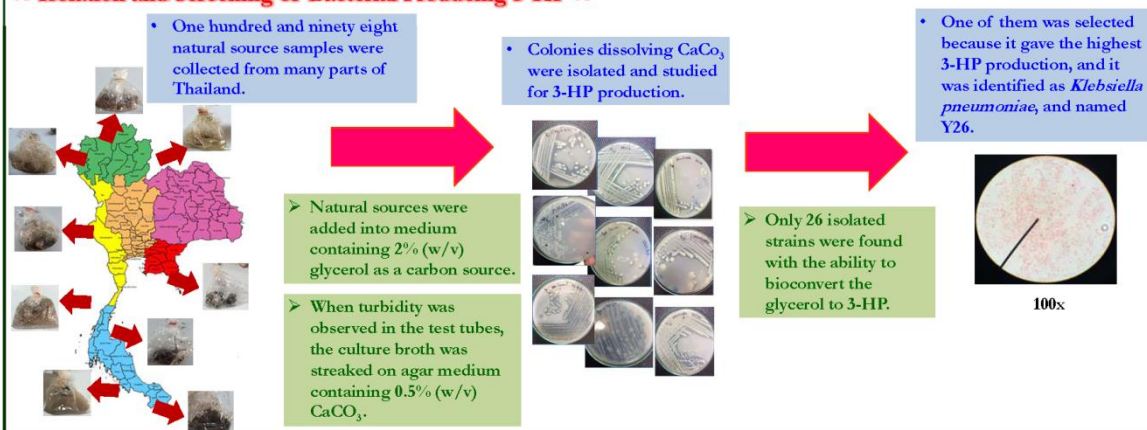 • One hundred and ninety eight
natural source samples were
collected from many parts of
Thailand.
• Colonies dissolving CaCo₃
were isolated and studied
for 3-HP production.
• One of them was selected
because it gave the highest
3-HP production, and it
was identified as Klebsiella
pneumoniae, and named
Y26.
➢ Natural sources were
added into medium
containing 2% (w/v)
glycerol as a carbon source.
➢ When turbidity was
observed in the test tubes,
the culture broth was
streaked on agar medium
containing 0.5% (w/v)
CaCO₃.
➢ Only 26 isolated
strains were found
with the ability to
bioconvert the
glycerol to 3-HP.
100x